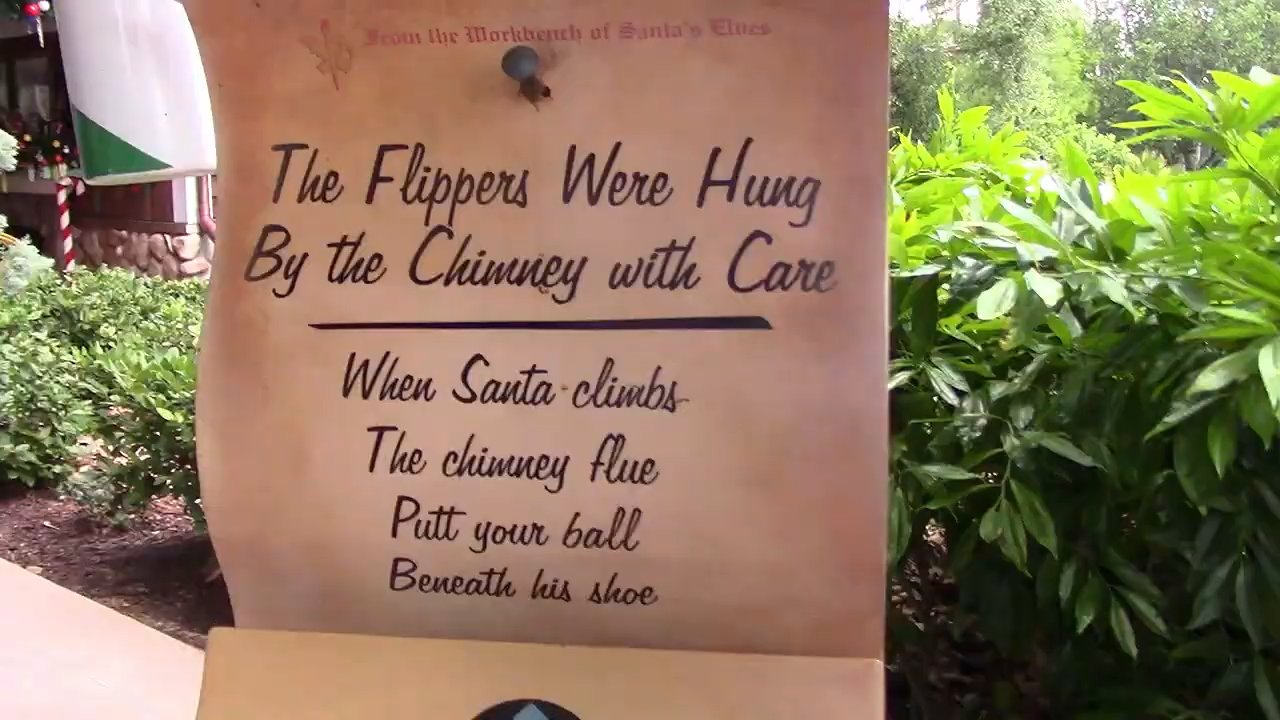 From the Workbench of Santa's Elves
The Flippers Were Hung
By the Chimney with Care
When Santa climbs
The chimney flue
Putt your ball
Beneath his shoe